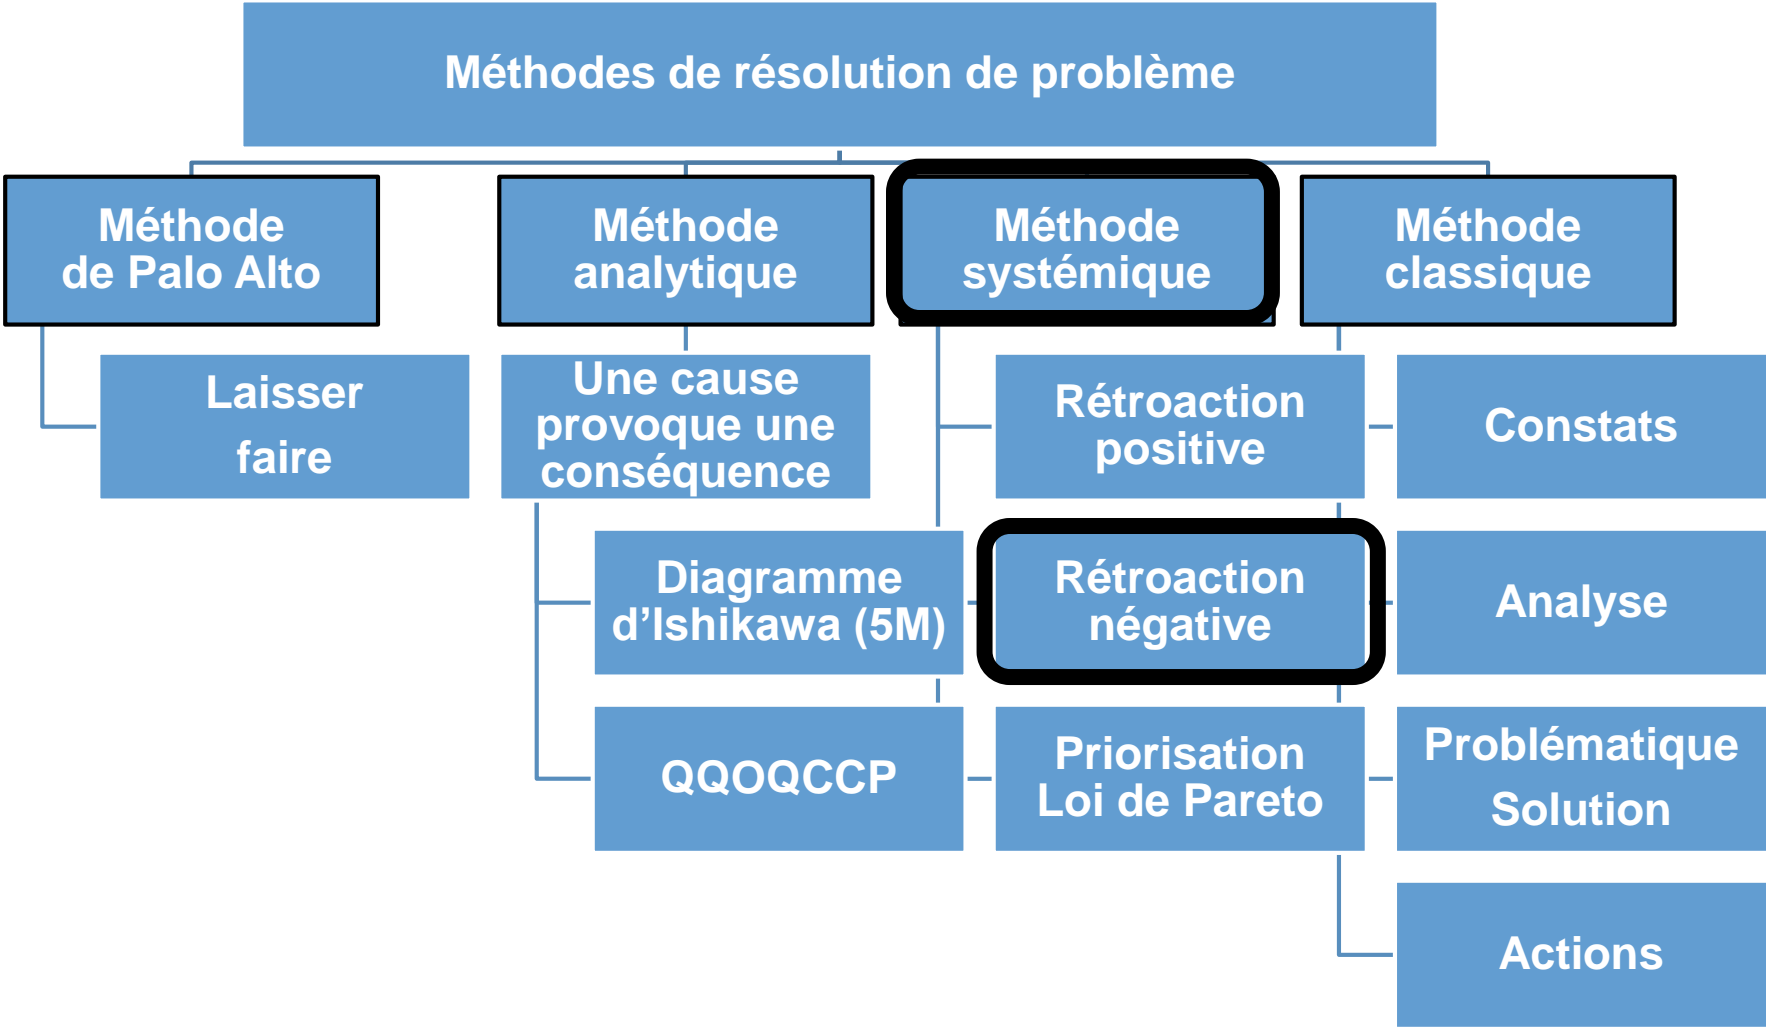 Méthodes de résolution de problème
Méthode
de Palo Alto
Méthode
analytique
Méthode
systémique
Méthode
classique
Laisser
faire
Une cause
provoque une
conséquence
Rétroaction
positive
Constats
Diagramme
d’Ishikawa (5M)
Rétroaction
négative
Analyse
QQOQCCP
Priorisation
Loi de Pareto
Problématique
Solution
Actions